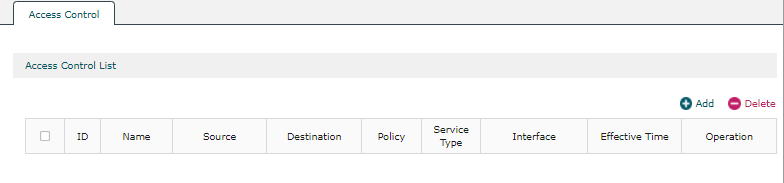 Access Control
Access Control List
Add Delete
ID Name Source Destination Policy Service Type Interface Effective Time Operation